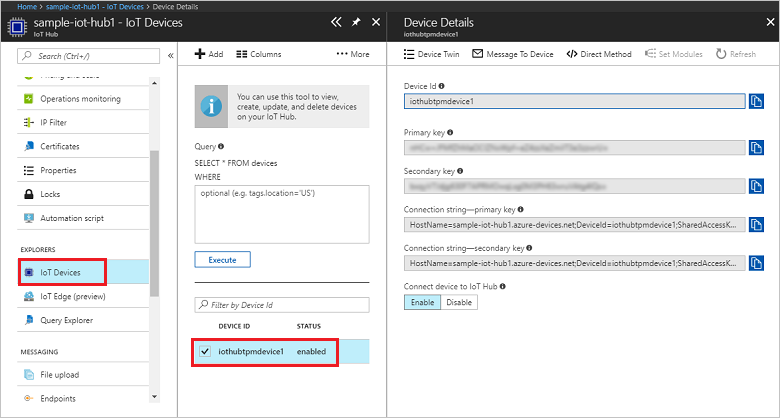 Home > sample-iot-hub1 - IoT Devices > Device Details
sample-iot-hub1 - IoT Devices
IoT Hub
Search (Ctrl+/)
Operations monitoring
IP Filter
Certificates
Properties
Locks
Automation script
EXPLORERS
IoT Devices
IoT Edge (preview)
Query Explorer
MESSAGING
File upload
Endpoints
Add
Columns
More
You can use this tool to view,
create, update, and delete devices
on your IoT Hub.
Query
SELECT * FROM devices
WHERE
optional (e.g. tags.location='US')
Execute
Filter by Device Id
DEVICE ID STATUS
iothubtpmdevice1 enabled
Device Details
iothubtpmdevice1
Device Twin
Message To Device
Direct Method
Set Modules
Refresh
Device Id
iothubtpmdevice1
Primary key
Secondary key
Connection string—primary key
HostName=sample-iot-hub1.azure-devices.net;DeviceId=iothubtpmdevice1;SharedAccessK...
Connection string—secondary key
HostName=sample-iot-hub1.azure-devices.net;DeviceId=iothubtpmdevice1;SharedAccessK...
Connect device to IoT Hub
Enable Disable